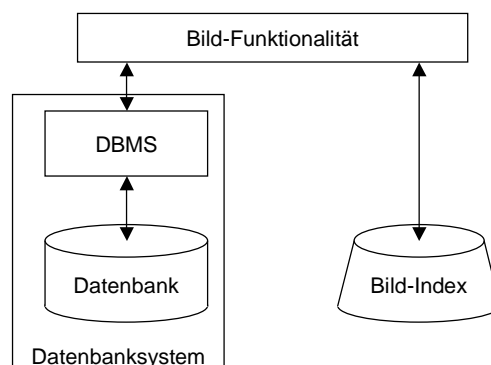 Bild-Funktionalität
DBMS
Datenbank
Bild-Index
Datenbanksystem